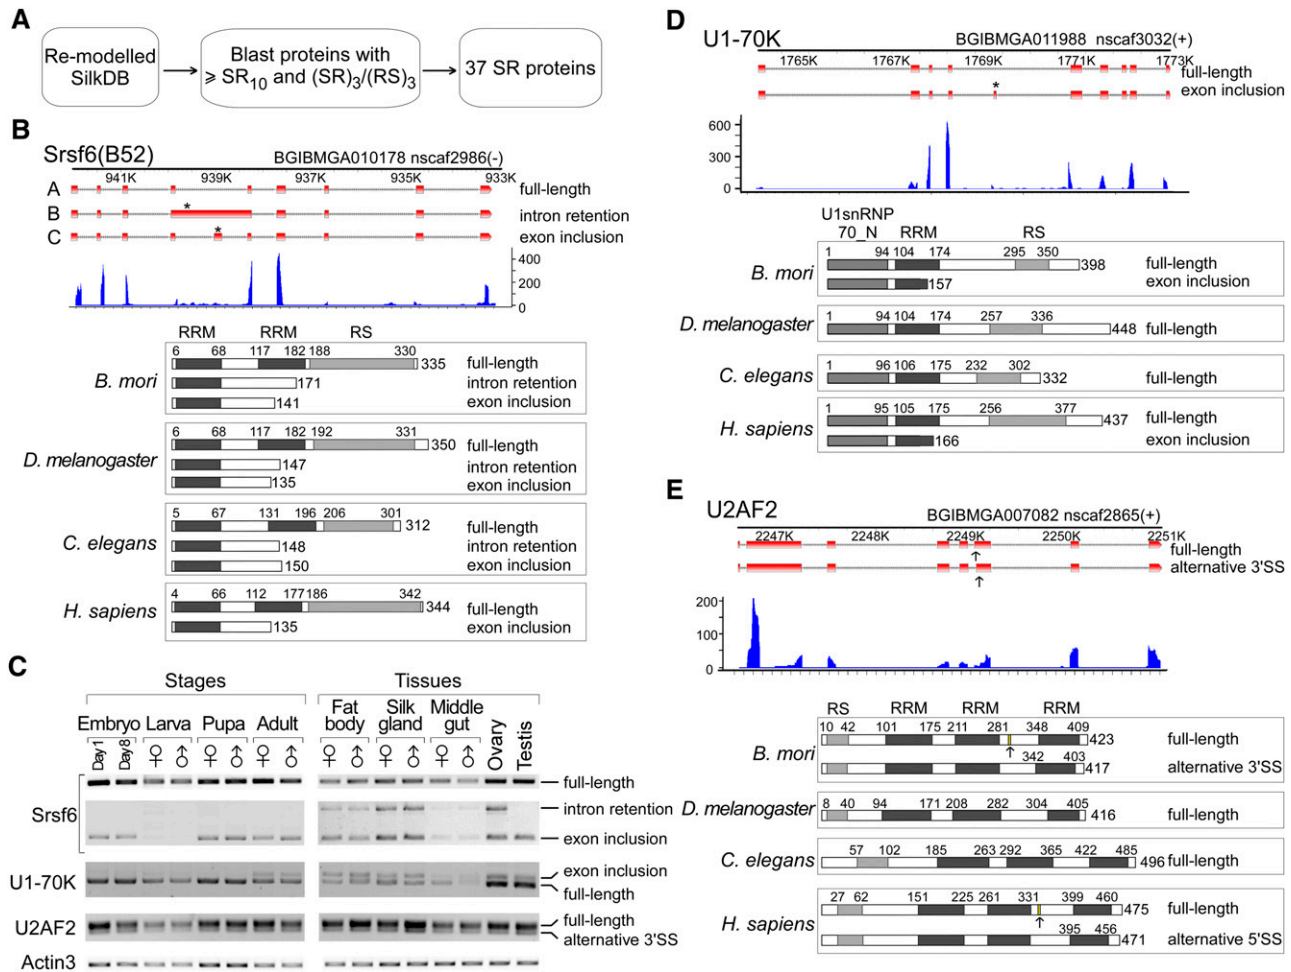 A
Re-modelled
SilkDB
Blast proteins with
≥ SR10 and (SR)3/(RS)3
37 SR proteins
B
Srsf6(B52)
BGIBMGA010178 nscaf2986(-)
941K 939K 937K 935K 933K
A full-length
B * intron retention
C * exon inclusion
400
200
0
RRM RRM RS
B. mori
6 68 117 182 188 330
335 full-length
171 intron retention
141 exon inclusion
D. melanogaster
6 68 117 182 192 331
350 full-length
147 intron retention
135 exon inclusion
C. elegans
5 67 131 196 206 301
312 full-length
148 intron retention
150 exon inclusion
H. sapiens
4 66 112 177 186 342
344 full-length
135 exon inclusion
C
Stages Tissues
Embryo Larva Pupa Adult
Fat body Silk gland Middle gut Ovary Testis
Day1 Day8 ♀ ♂ ♀ ♂ ♀ ♂ ♀ ♂ ♀ ♂ ♀ ♂
Srsf6
full-length
intron retention
exon inclusion
U1-70K
exon inclusion
full-length
U2AF2
full-length
alternative 3'SS
Actin3
D
U1-70K
BGIBMGA011988 nscaf3032(+)
1765K 1767K 1769K 1771K 1773K
full-length
* exon inclusion
600
300
0
U1snRNP
70_N RRM RS
B. mori
1 94 104 174 295 350
398 full-length
157 exon inclusion
D. melanogaster
1 94 104 174 257 336
448 full-length
C. elegans
1 96 106 175 232 302
332 full-length
H. sapiens
1 95 105 175 256 377
437 full-length
166 exon inclusion
E
U2AF2
BGIBMGA007082 nscaf2865(+)
2247K 2248K 2249K 2250K 2251K
full-length
alternative 3'SS
200
100
0
RS RRM RRM RRM
B. mori
10 42 101 175 211 281 348 409
423 full-length
342 403
417 alternative 3'SS
D. melanogaster
8 40 94 171 208 282 304 405
416 full-length
C. elegans
57 102 185 263 292 365 422 485
496 full-length
H. sapiens
27 62 151 225 261 331 399 460
475 full-length
395 456
471 alternative 5'SS